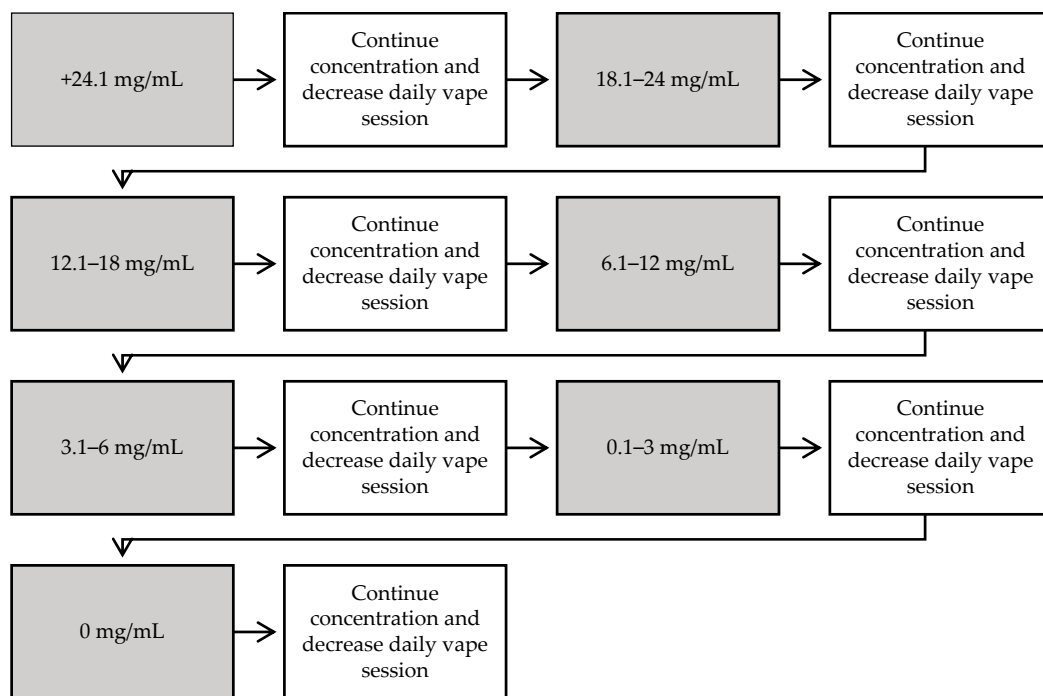 +24.1 mg/mL
Continue
concentration and
decrease daily vape
session
18.1–24 mg/mL
Continue
concentration and
decrease daily vape
session
12.1–18 mg/mL
Continue
concentration and
decrease daily vape
session
6.1–12 mg/mL
Continue
concentration and
decrease daily vape
session
3.1–6 mg/mL
Continue
concentration and
decrease daily vape
session
0.1–3 mg/mL
Continue
concentration and
decrease daily vape
session
0 mg/mL
Continue
concentration and
decrease daily vape
session